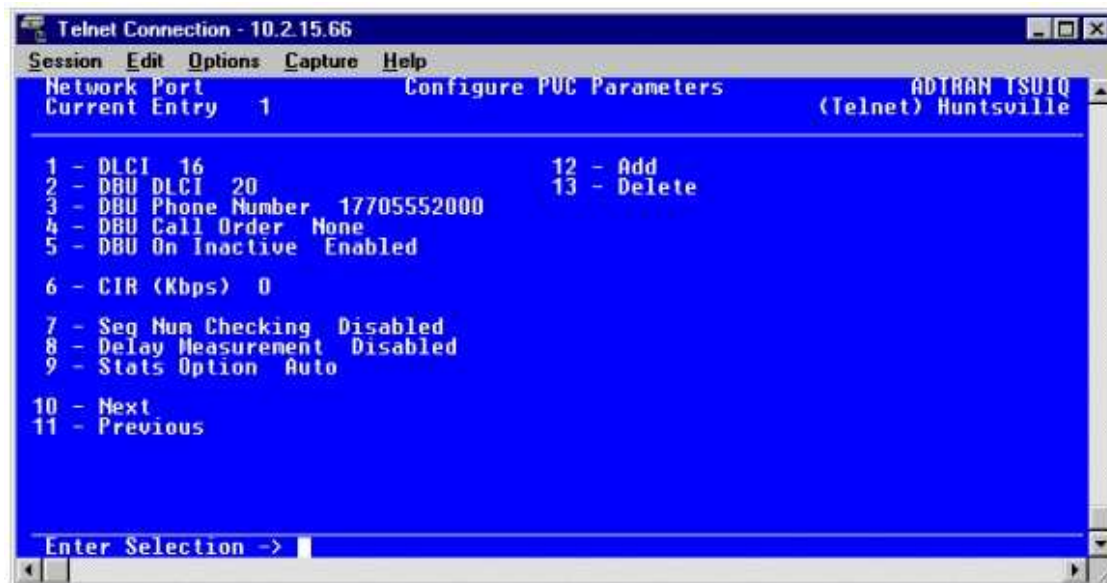 Telnet Connection - 10.2.15.66
Session Edit Options Capture Help
Network Port Configure PVC Parameters ADTRAN TSUIQ
Current Entry 1 (Telnet) Huntsville
1 - DLCI 16 12 - Add
2 - DBU DLCI 20 13 - Delete
3 - DBU Phone Number 17705552000
4 - DBU Call Order None
5 - DBU On Inactive Enabled
6 - CIR (Kbps) 0
7 - Seq Num Checking Disabled
8 - Delay Measurement Disabled
9 - Stats Option Auto
10 - Next
11 - Previous
Enter Selection ->